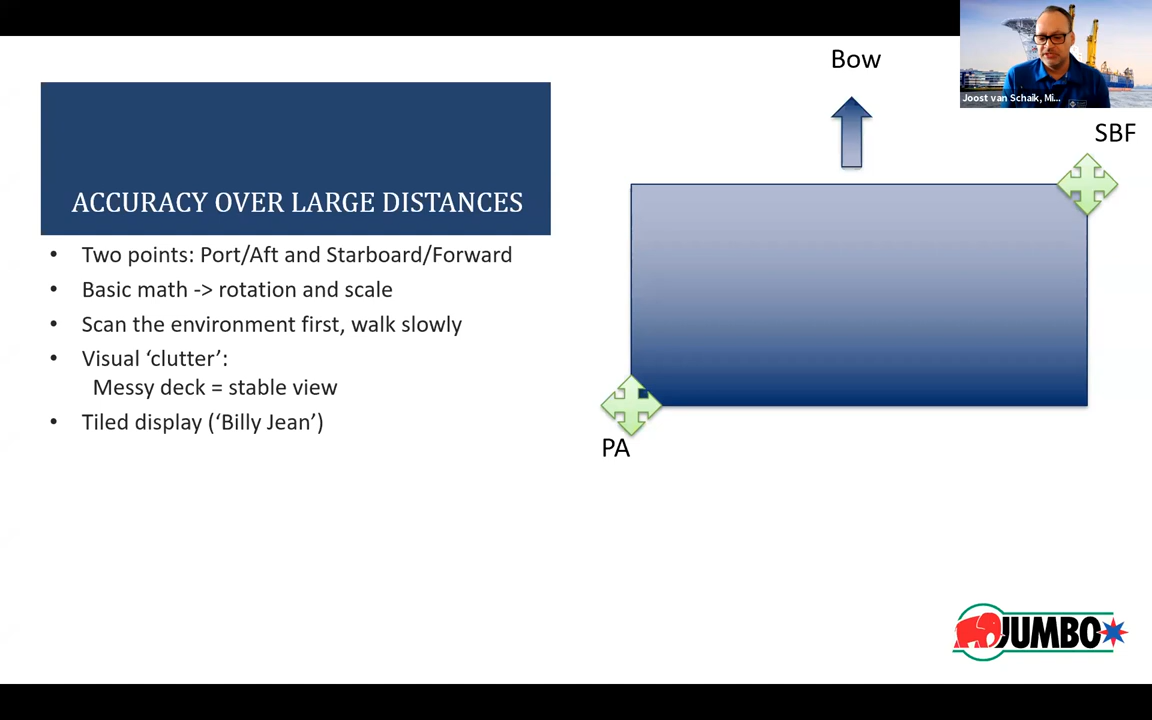 Bow
Joost van Schaik, Mi...
SBF
ACCURACY OVER LARGE DISTANCES
• Two points: Port/Aft and Starboard/Forward
• Basic math -> rotation and scale
• Scan the environment first, walk slowly
• Visual ‘clutter’:
Messy deck = stable view
• Tiled display (‘Billy Jean’)
PA
JUMBO